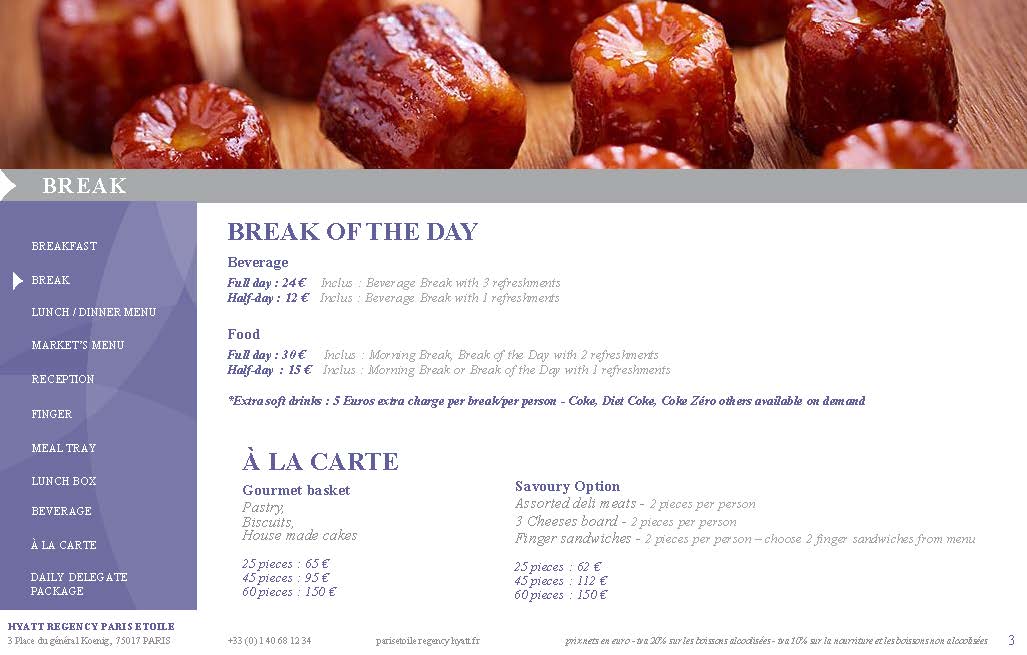 BREAK
BREAKFAST
BREAK
LUNCH / DINNER MENU
MARKET'S MENU
RECEPTION
FINGER
MEAL TRAY
LUNCH BOX
BEVERAGE
À LA CARTE
DAILY DELEGATE
PACKAGE
BREAK OF THE DAY
Beverage
Full day : 24 € Inclus : Beverage Break with 3 refreshments
Half-day : 12 € Inclus : Beverage Break with 1 refreshments
Food
Full day : 30 € Inclus : Morning Break, Break of the Day with 2 refreshments
Half-day : 15 € Inclus : Morning Break or Break of the Day with 1 refreshments
*Extra soft drinks : 5 Euros extra charge per break/per person - Coke, Diet Coke, Coke Zéro others available on demand
À LA CARTE
Gourmet basket
Pastry,
Biscuits,
House made cakes
25 pieces : 65 €
45 pieces : 95 €
60 pieces : 150 €
Savoury Option
Assorted deli meats - 2 pieces per person
3 Cheeses board - 2 pieces per person
Finger sandwiches - 2 pieces per person – choose 2 finger sandwiches from menu
25 pieces : 62 €
45 pieces : 112 €
60 pieces : 150 €
HYATT REGENCY PARIS ETOILE
3 Place du général Koenig, 75017 PARIS
+33 (0) 1 40 68 12 34
parisetoile.regency.hyatt.fr
prix nets en euro - tva 20% sur les boissons alcoolisées - tva 10% sur la nourriture et les boissons non alcoolisées
3